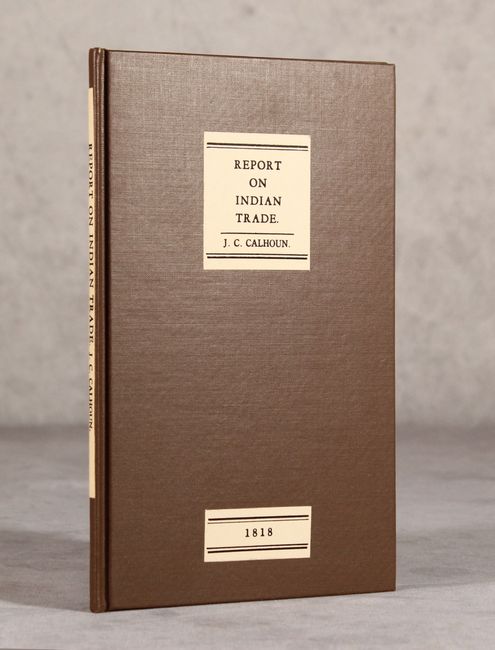 REPORT
ON
INDIAN
TRADE.
J. C. CALHOUN.
1818
REPORT ON INDIAN TRADE. J. C. CALHOUN.